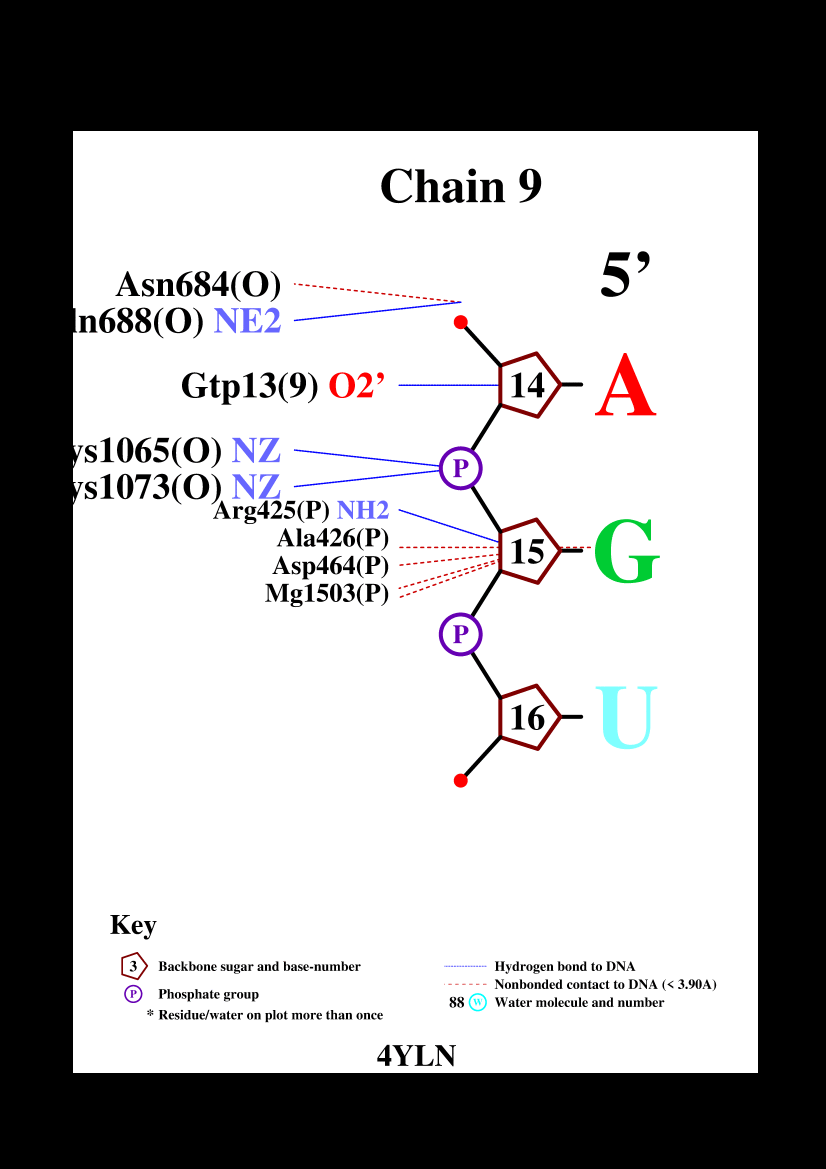 Chain 9
5’
Asn684(O)
ln688(O) NE2
Gtp13(9) O2’
14
A
ys1065(O) NZ
P
ys1073(O) NZ
Arg425(P) NH2
Ala426(P)
15
G
Asp464(P)
Mg1503(P)
P
16
U
Key
3 Backbone sugar and base-number
P Phosphate group
* Residue/water on plot more than once
Hydrogen bond to DNA
Nonbonded contact to DNA (< 3.90A)
88 W Water molecule and number
4YLN